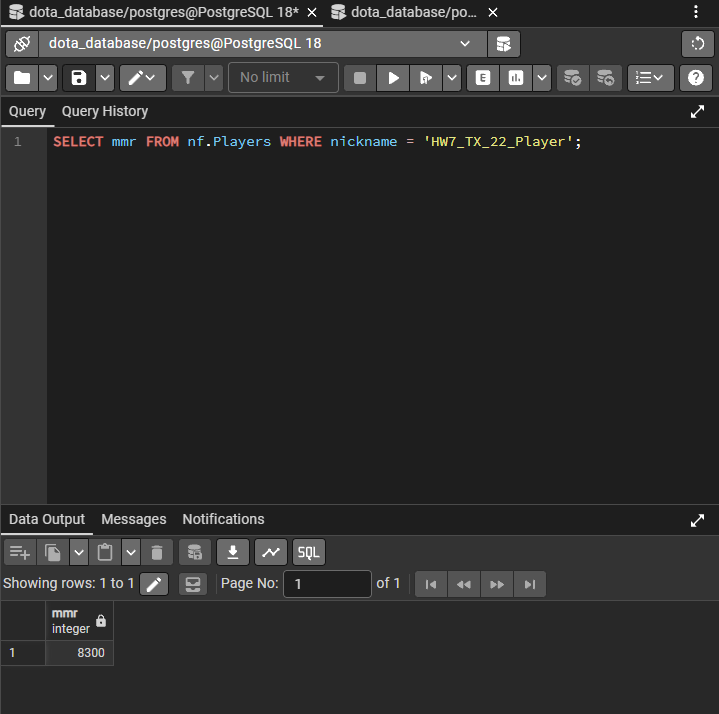 dota_database/postgres@PostgreSQL 18*
dota_database/po...
dota_database/postgres@PostgreSQL 18
No limit
E
Query
Query History
1
SELECT mmr FROM nf.Players WHERE nickname = 'HW7_TX_22_Player';
Data Output
Messages
Notifications
SQL
Showing rows: 1 to 1
Page No:
1
of 1
mmr
integer
1
8300